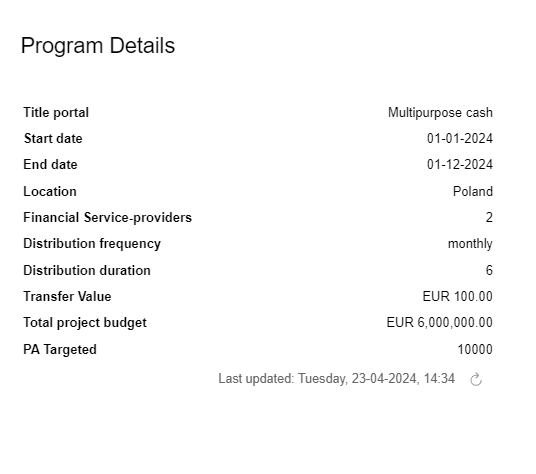 Program Details
Title portal Multipurpose cash
Start date 01-01-2024
End date 01-12-2024
Location Poland
Financial Service-providers 2
Distribution frequency monthly
Distribution duration 6
Transfer Value EUR 100.00
Total project budget EUR 6,000,000.00
PA Targeted 10000
Last updated: Tuesday, 23-04-2024, 14:34